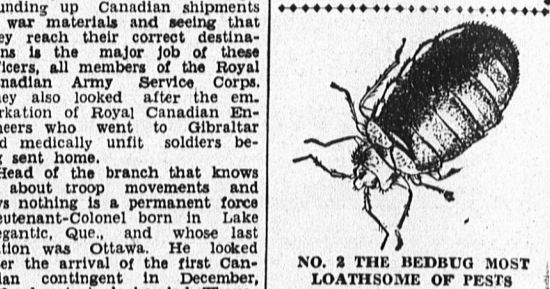 unding up Canadian shipments
war materials and seeing that
ey reach their correct destina-
ns is the major job of these
ficers, all members of the Royal
nadian Army Service Corps.
ey also looked after the em-
rkation of Royal Canadian En-
neers who went to Gibraltar
d medically unfit soldiers be-
g sent home.
Head of the branch that knows
about troop movements and
ys nothing is a permanent force
eutenant-Colonel born in Lake
egantic, Que., and whose last
ation was Ottawa. He looked
er the arrival of the first Can-
ian contingent in December,
NO. 2 THE BEDBUG MOST
LOATHSOME OF PESTS